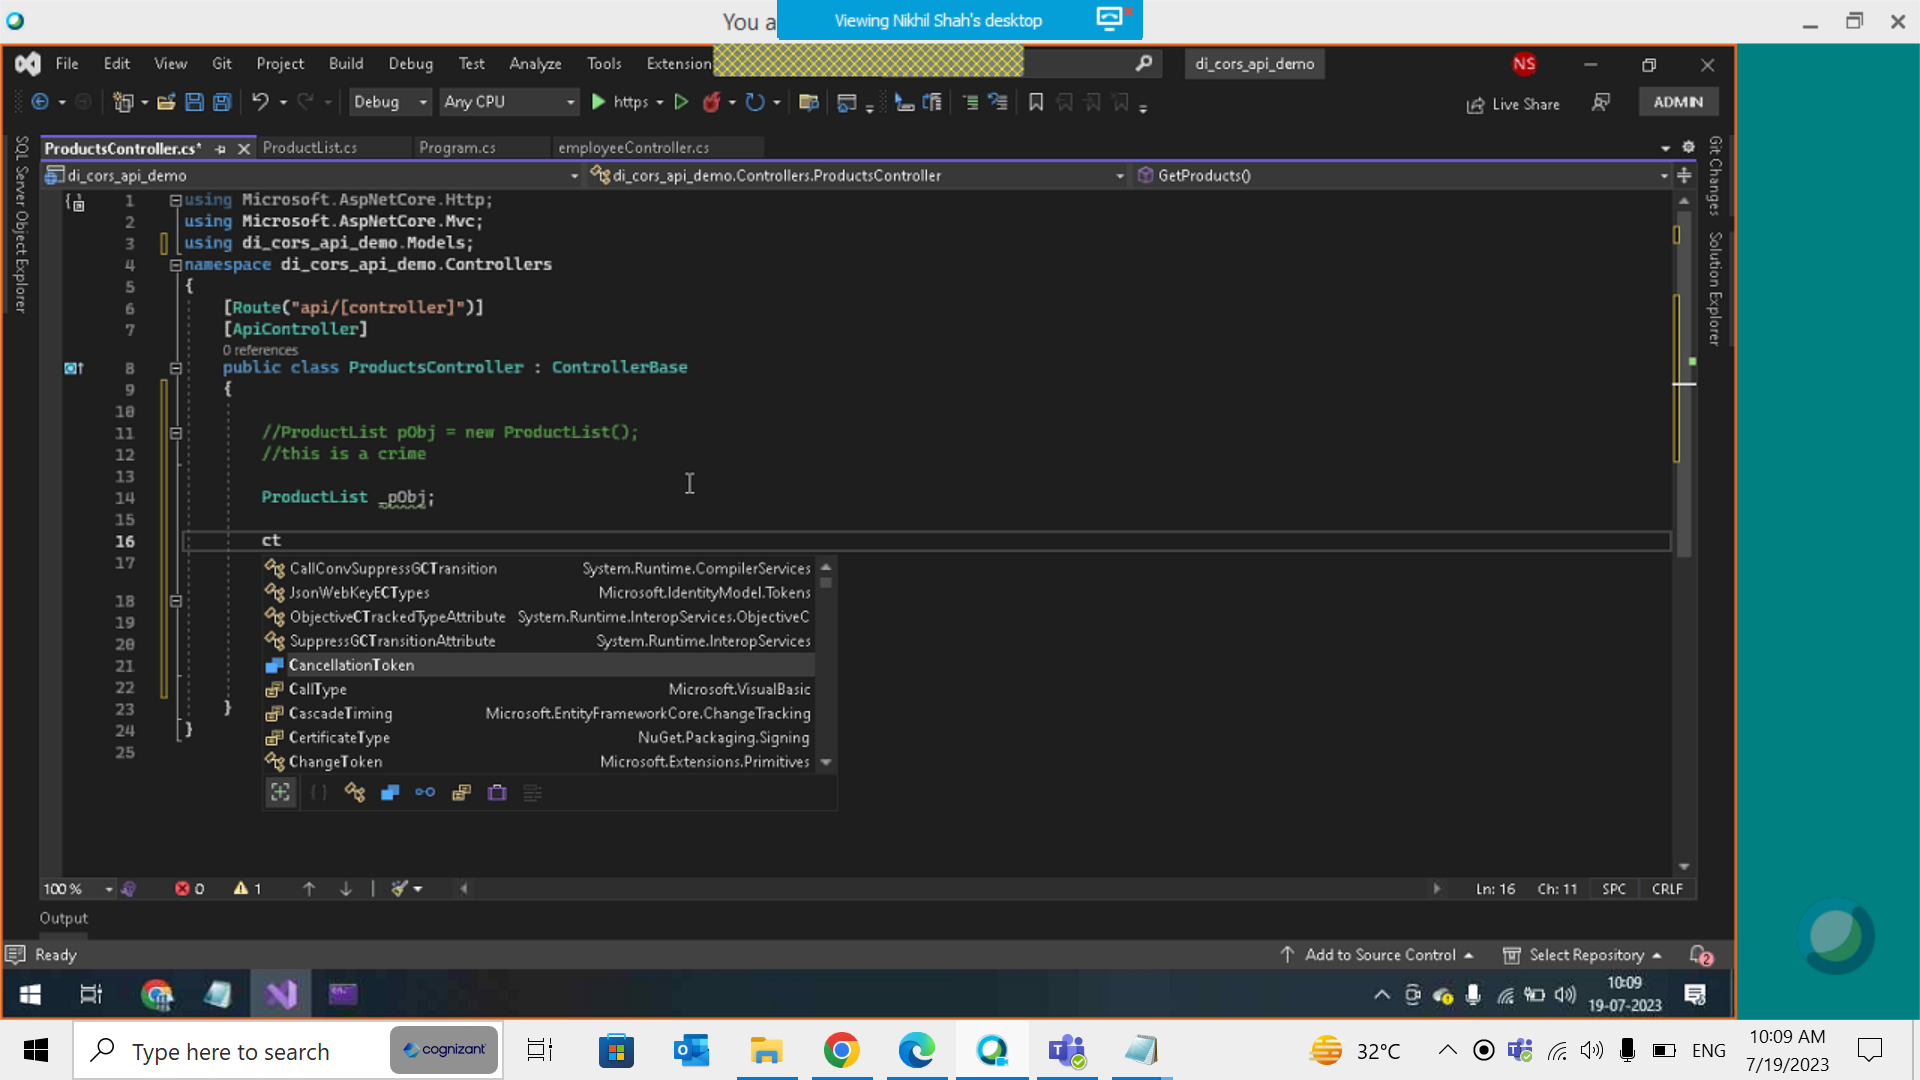 You a
Viewing Nikhil Shah's desktop
File Edit View Git Project Build Debug Test Analyze Tools Extension
di_cors_api_demo
NS
Debug Any CPU https
Live Share
ADMIN
SQL Server Object Explorer
ProductsController.cs* ProductList.cs Program.cs employeeController.cs
Git Changes
Solution Explorer
di_cors_api_demo di_cors_api_demo.Controllers.ProductsController GetProducts()
1 using Microsoft.AspNetCore.Http;
2 using Microsoft.AspNetCore.Mvc;
3 using di_cors_api_demo.Models;
4 namespace di_cors_api_demo.Controllers
5 {
6 [Route("api/[controller]")]
7 [ApiController]
0 references
8 public class ProductsController : ControllerBase
9 {
10
11 //ProductList pObj = new ProductList();
12 //this is a crime
13
14 ProductList _pObj;
15
16 ct
17
CallConvSuppressGCTransition System.Runtime.CompilerServices
JsonWebKeyECTypes Microsoft.IdentityModel.Tokens
18
ObjectiveCTrackedTypeAttribute System.Runtime.InteropServices.ObjectiveC
19
SuppressGCTransitionAttribute System.Runtime.InteropServices
20
CancellationToken
21
CallType Microsoft.VisualBasic
22
CascadeTiming Microsoft.EntityFrameworkCore.ChangeTracking
23 }
CertificateType NuGet.Packaging.Signing
24 }
ChangeToken Microsoft.Extensions.Primitives
25
100 % 0 1 Ln: 16 Ch: 11 SPC CRLF
Output
Ready
Add to Source Control Select Repository 2
10:09
19-07-2023
Type here to search
cognizant
32°C
ENG
10:09 AM
7/19/2023